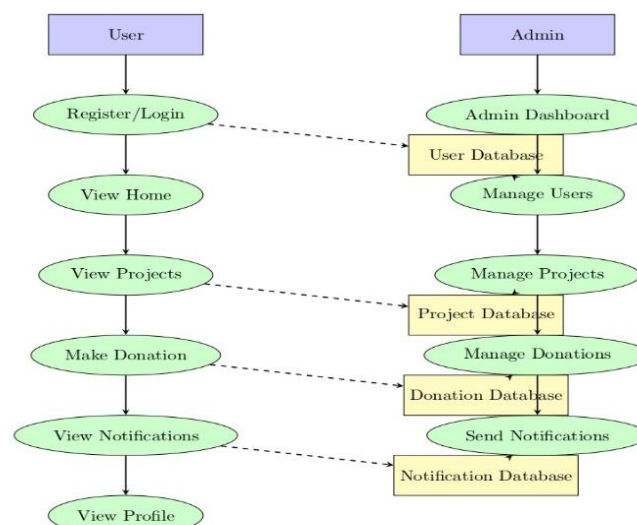 User
Admin
Register/Login
Admin Dashboard
User Database
View Home
Manage Users
View Projects
Manage Projects
Project Database
Make Donation
Manage Donations
Donation Database
View Notifications
Send Notifications
Notification Database
View Profile